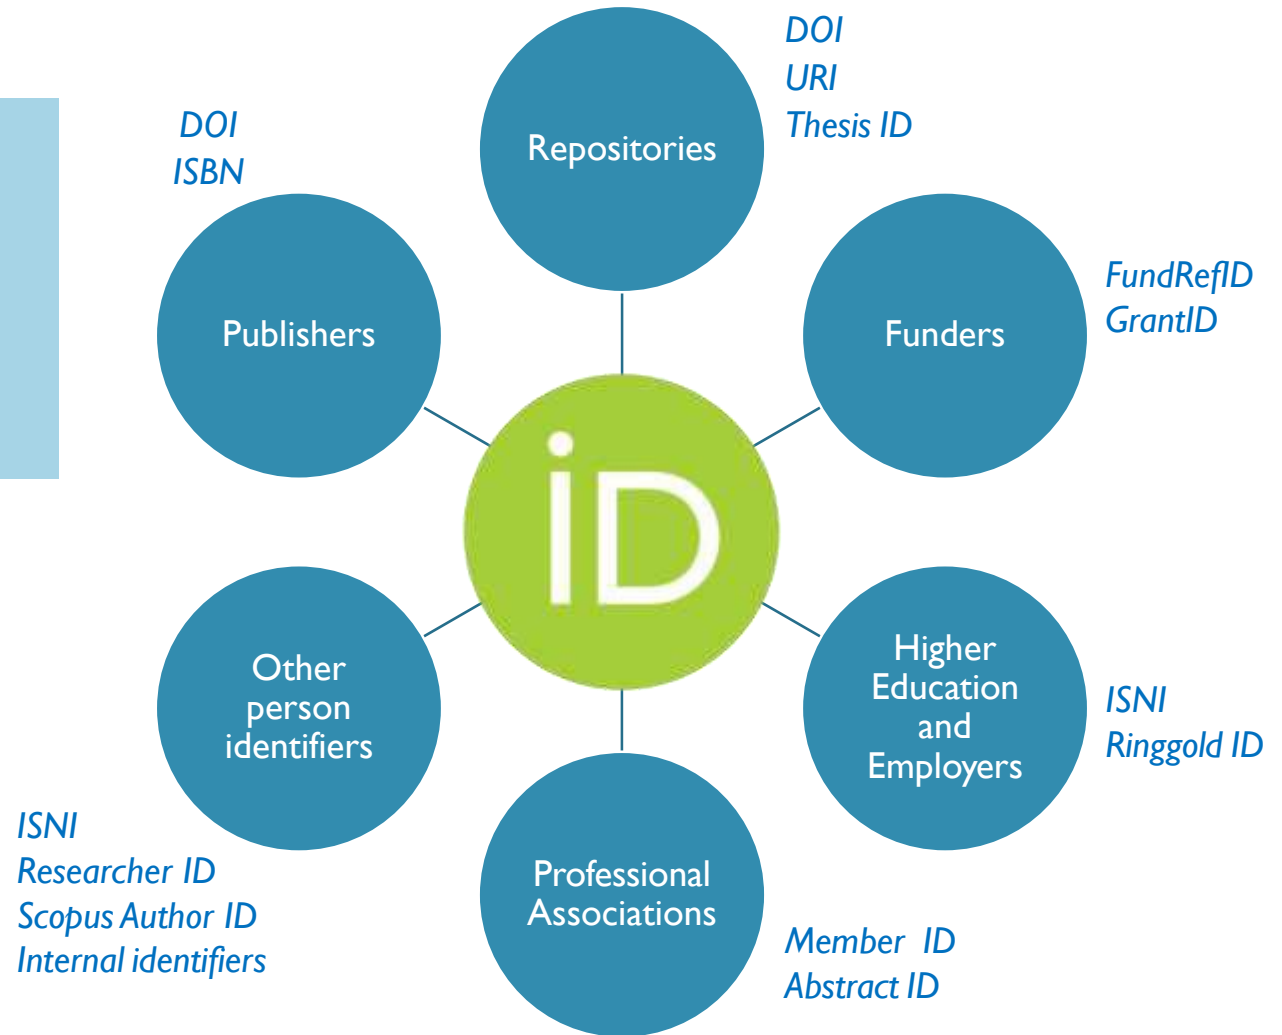 DOI
URI
Thesis ID
Repositories
DOI
ISBN
Publishers
FundRefID
GrantID
Funders
iD
Other
person
identifiers
Higher
Education
and
Employers
ISNI
Ringgold ID
ISNI
Researcher ID
Scopus Author ID
Internal identifiers
Professional
Associations
Member ID
Abstract ID